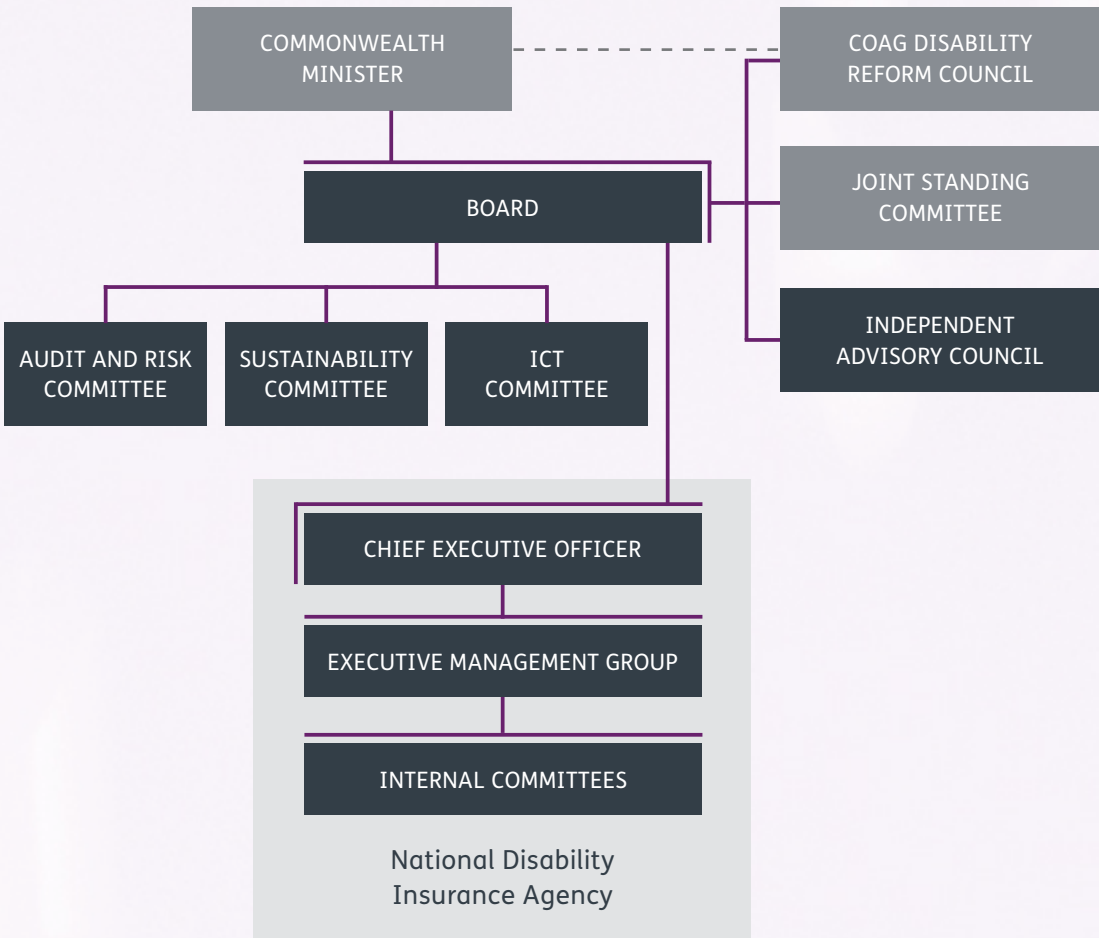 COMMONWEALTH
MINISTER
COAG DISABILITY
REFORM COUNCIL
JOINT STANDING
COMMITTEE
BOARD
INDEPENDENT
ADVISORY COUNCIL
AUDIT AND RISK
COMMITTEE
SUSTAINABILITY
COMMITTEE
ICT
COMMITTEE
CHIEF EXECUTIVE OFFICER
EXECUTIVE MANAGEMENT GROUP
INTERNAL COMMITTEES
National Disability
Insurance Agency